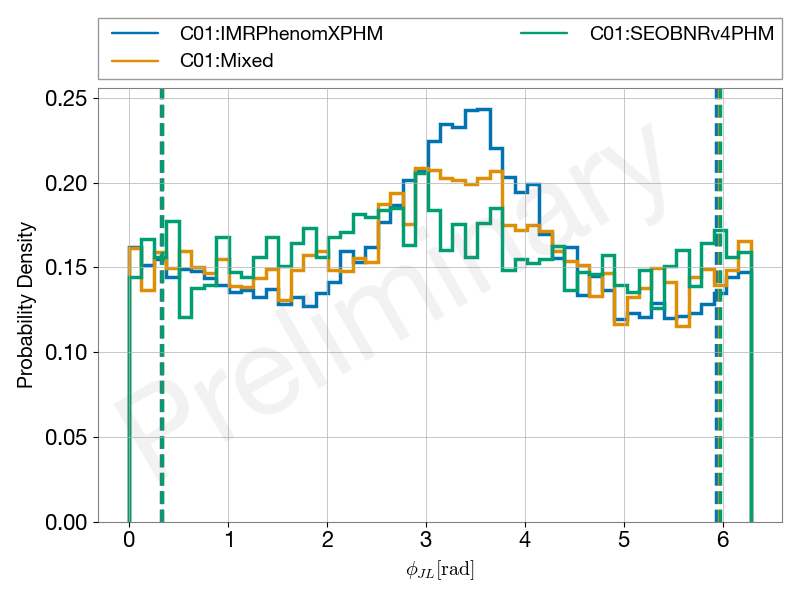 C01:IMRPhenomXPHM
C01:Mixed
C01:SEOBNRv4PHM
Preliminary
Probability Density
0.25
0.20
0.15
0.10
0.05
0.00
0 1 2 3 4 5 6
ϕ_JL[rad]